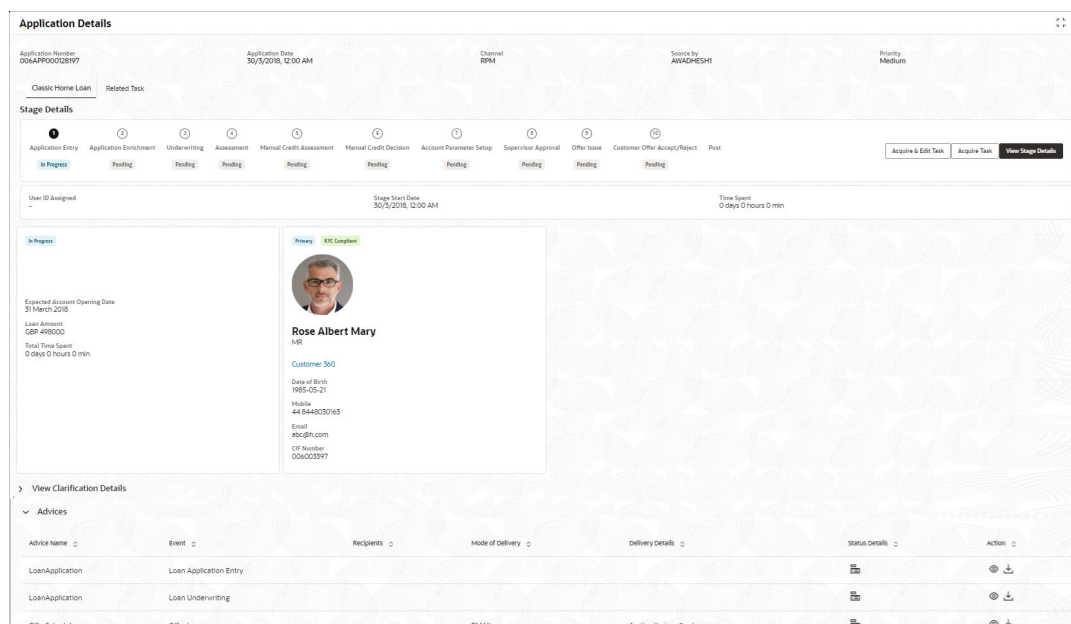 Application Details
Application Number Application Date Channel Source by Priority
006APP000128197 30/3/2018, 12:00 AM RPM AWADHESH1 Medium
Classic Home Loan Related Task
Stage Details
1 2 3 4 5 6 7 8 9 10
Application Entry Application Enrichment Underwriting Assessment Manual Credit Assessment Manual Credit Decision Account Parameter Setup Supervisor Approval Offer Issue Customer Offer Accept/Reject Post
Acquire & Edit Task Acquire Task View Stage Details
In Progress Pending Pending Pending Pending Pending Pending Pending Pending Pending
User ID Assigned Stage Start Date Time Spent
- 30/3/2018, 12:00 AM 0 days 0 hours 0 min
In Progress
Expected Account Opening Date
31 March 2018
Loan Amount
GBP 498000
Total Time Spent
0 days 0 hours 0 min
Primary KYC Compliant
Rose Albert Mary
MR
Customer 360
Date of Birth
1985-05-21
Mobile
44 8448030163
Email
abc@h.com
CIF Number
006003397
View Clarification Details
Advices
Advice Name Event Recipients Mode of Delivery Delivery Details Status Details Action
LoanApplication Loan Application Entry
LoanApplication Loan Underwriting